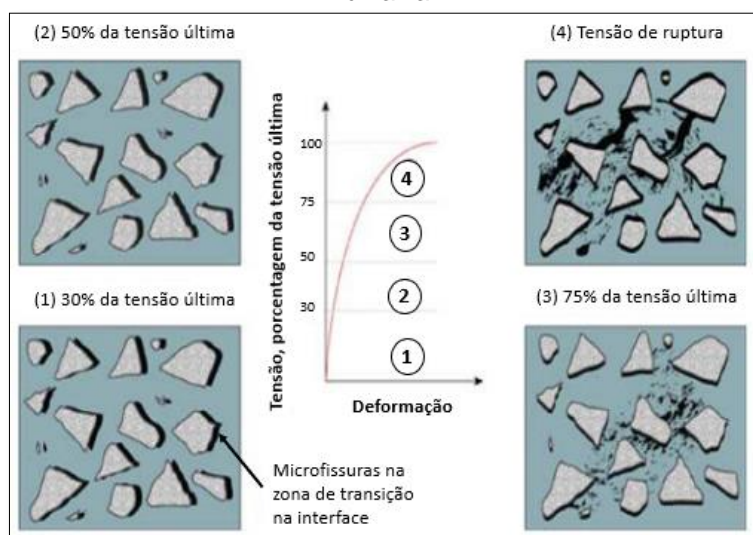 (2) 50% da tensão última
(4) Tensão de ruptura
Tensão, porcentagem da tensão última
100
75
50
30
4
3
2
1
Deformação
(1) 30% da tensão última
(3) 75% da tensão última
Microfissuras na
zona de transição
na interface